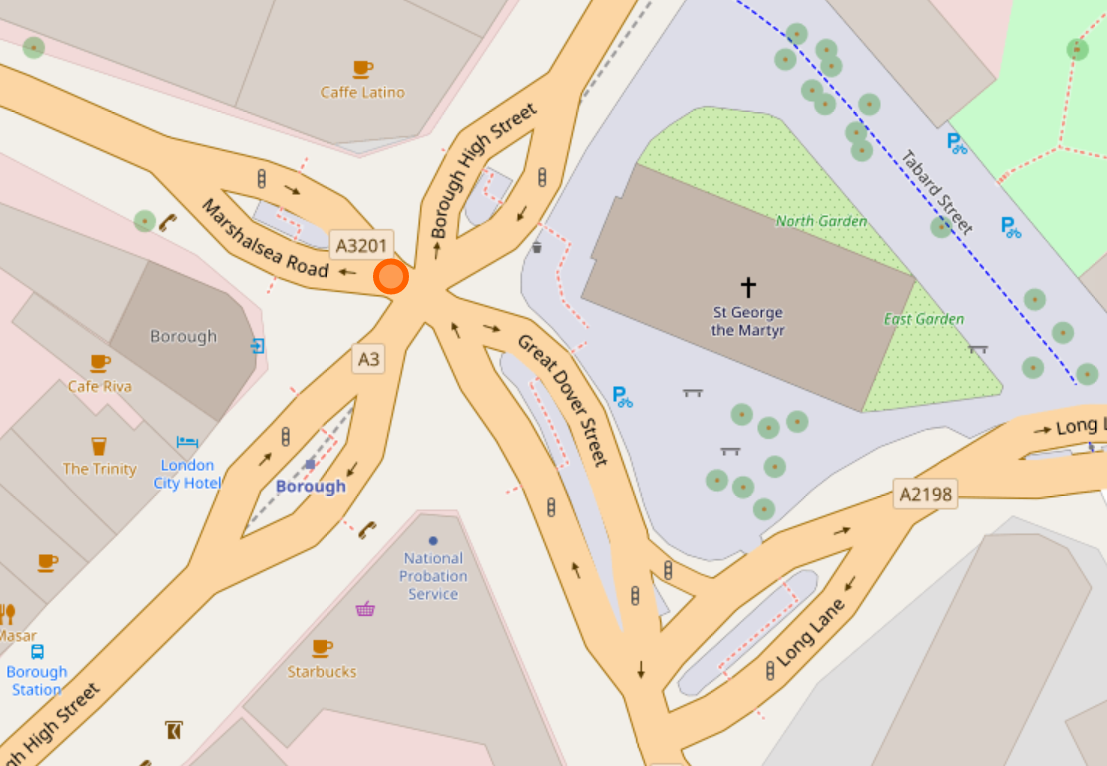 Caffe Latino
Borough High Street
Marshalsea Road
A3201
Tabard Street
North Garden
St George
the Martyr
East Garden
Borough
A3
Cafe Riva
Great Dover Street
The Trinity
London
City Hotel
Borough
Long L
A2198
National
Probation
Service
Long Lane
Masar
Starbucks
Borough
Station
gh High Street